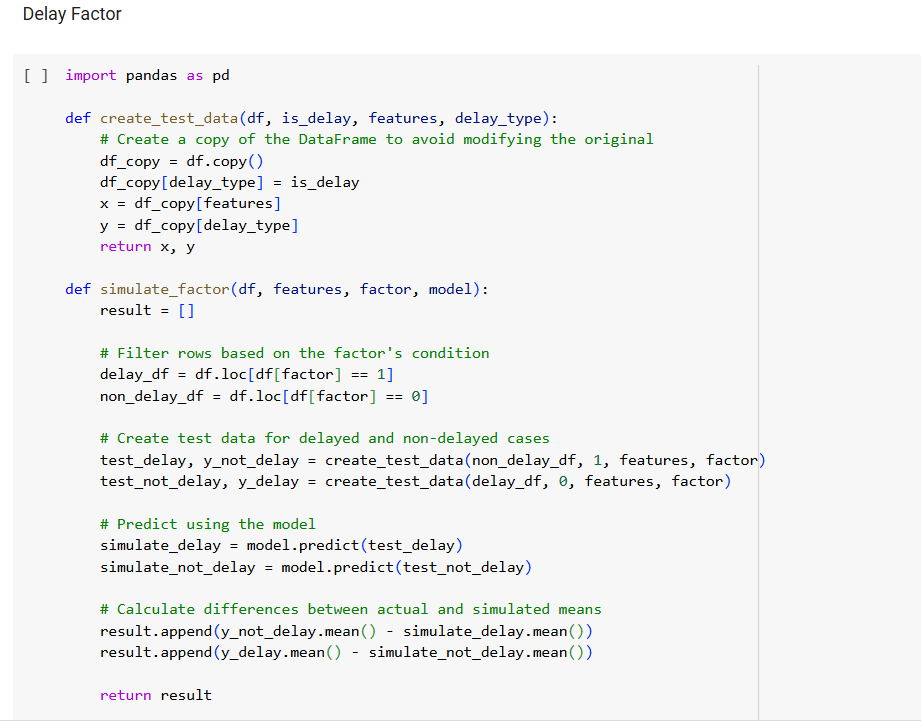 Delay Factor
[ ] import pandas as pd
def create_test_data(df, is_delay, features, delay_type):
# Create a copy of the DataFrame to avoid modifying the original
df_copy = df.copy()
df_copy[delay_type] = is_delay
x = df_copy[features]
y = df_copy[delay_type]
return x, y
def simulate_factor(df, features, factor, model):
result = []
# Filter rows based on the factor's condition
delay_df = df.loc[df[factor] == 1]
non_delay_df = df.loc[df[factor] == 0]
# Create test data for delayed and non-delayed cases
test_delay, y_not_delay = create_test_data(non_delay_df, 1, features, factor)
test_not_delay, y_delay = create_test_data(delay_df, 0, features, factor)
# Predict using the model
simulate_delay = model.predict(test_delay)
simulate_not_delay = model.predict(test_not_delay)
# Calculate differences between actual and simulated means
result.append(y_not_delay.mean() - simulate_delay.mean())
result.append(y_delay.mean() - simulate_not_delay.mean())
return result